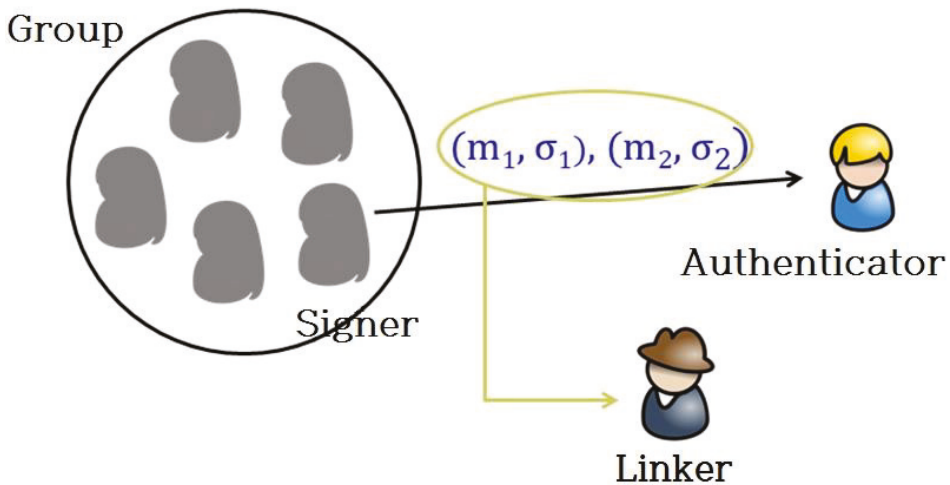 Group
(m₁, σ₁), (m₂, σ₂)
Authenticator
Signer
Linker